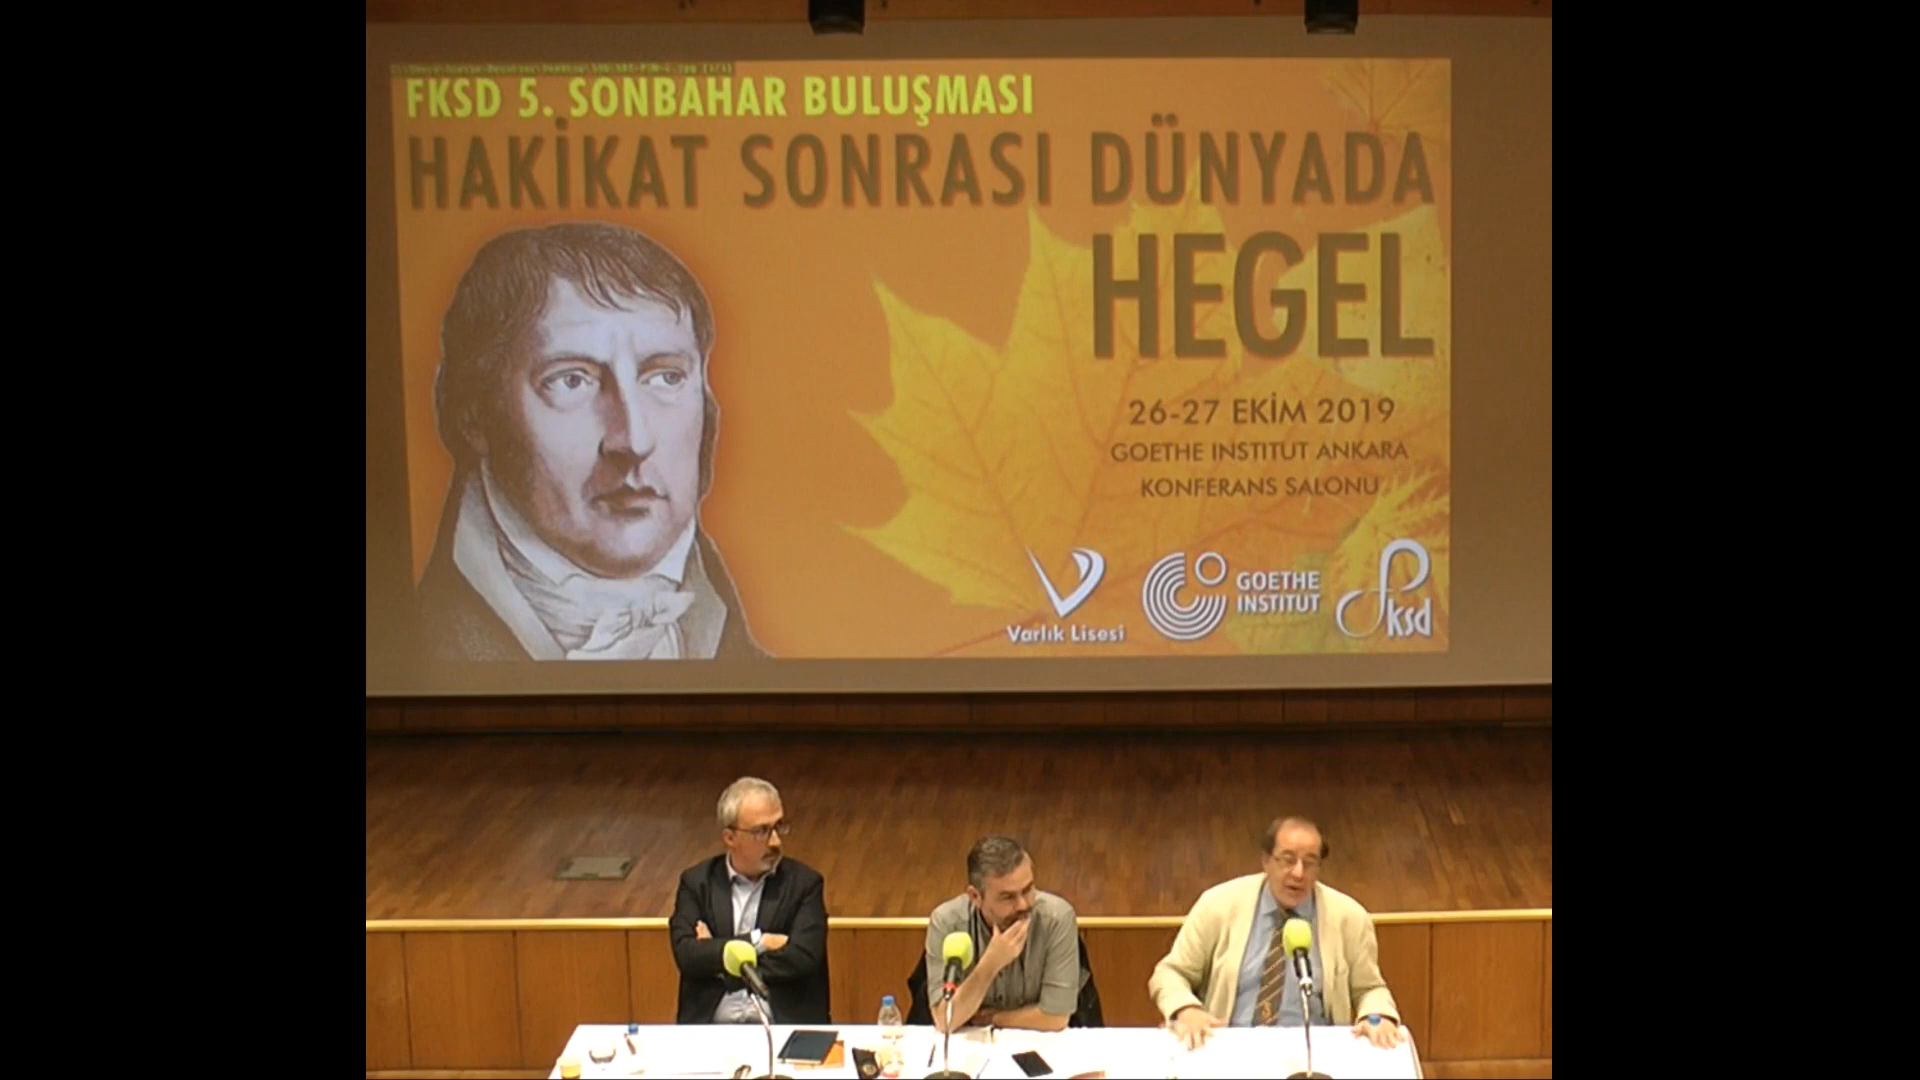 FKSD 5. SONBAHAR BULUŞMASI
HAKİKAT SONRASI DÜNYADA
HEGEL
26-27 EKİM 2019
GOETHE INSTITUT ANKARA
KONFERANS SALONU
Varlık Lisesi
GOETHE
INSTITUT
fksd